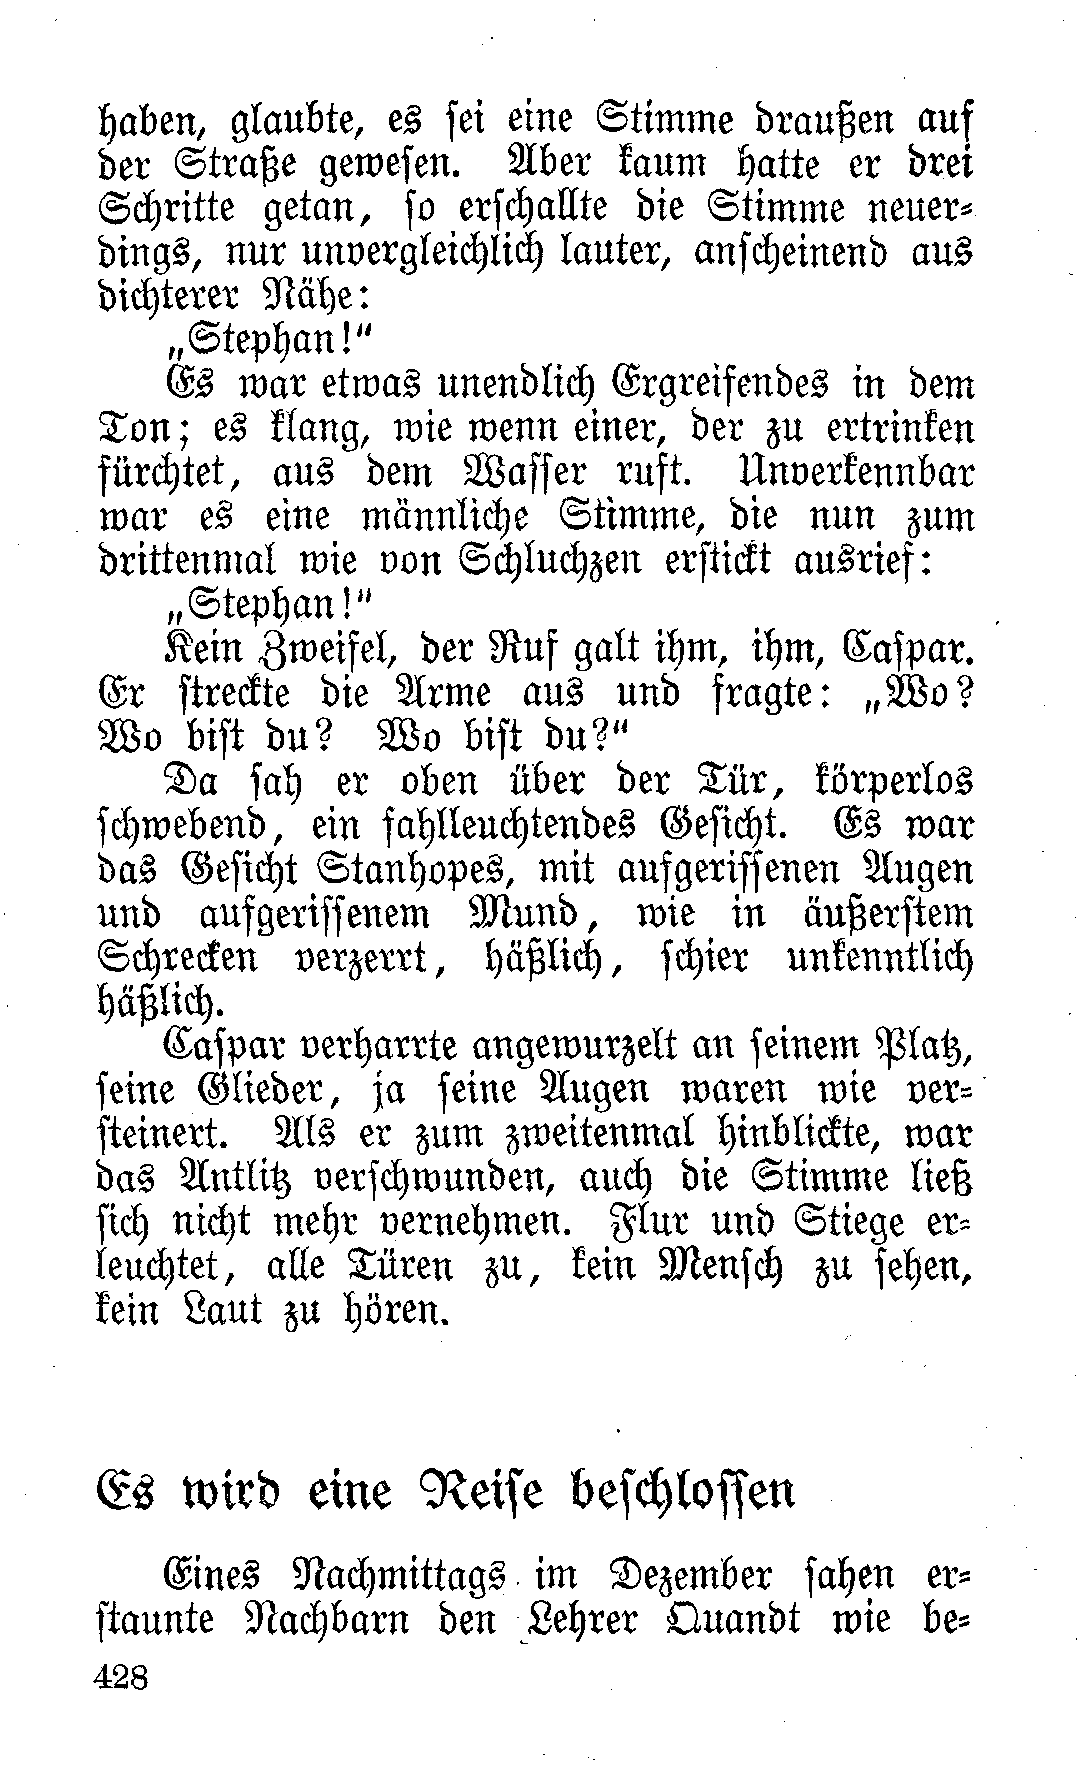 haben, glaubte, es sei eine Stimme draußen auf
der Straße gewesen. Aber kaum hatte er drei
Schritte getan, so erschallte die Stimme neuer-
dings, nur unvergleichlich lauter, anscheinend aus
dichterer Nähe:
„Stephan!“
Es war etwas unendlich Ergreifendes in dem
Ton; es klang, wie wenn einer, der zu ertrinken
fürchtet, aus dem Wasser ruft. Unverkennbar
war es eine männliche Stimme, die nun zum
drittenmal wie von Schluchzen erstickt ausrief:
„Stephan!“
Kein Zweifel, der Ruf galt ihm, ihm, Caspar.
Er streckte die Arme aus und fragte: „Wo?
Wo bist du? Wo bist du?“
Da sah er oben über der Tür, körperlos
schwebend, ein fahlleuchtendes Gesicht. Es war
das Gesicht Stanhopes, mit aufgerissenen Augen
und aufgerissenem Mund, wie in äußerstem
Schrecken verzerrt, häßlich, schier unkenntlich
häßlich.
Caspar verharrte angewurzelt an seinem Platz,
seine Glieder, ja seine Augen waren wie ver-
steinert. Als er zum zweitenmal hinblickte, war
das Antlitz verschwunden, auch die Stimme ließ
sich nicht mehr vernehmen. Flur und Stiege er-
leuchtet, alle Türen zu, kein Mensch zu sehen,
kein Laut zu hören.
Es wird eine Reise beschlossen
Eines Nachmittags im Dezember sahen er-
staunte Nachbarn den Lehrer Quandt wie be-
428